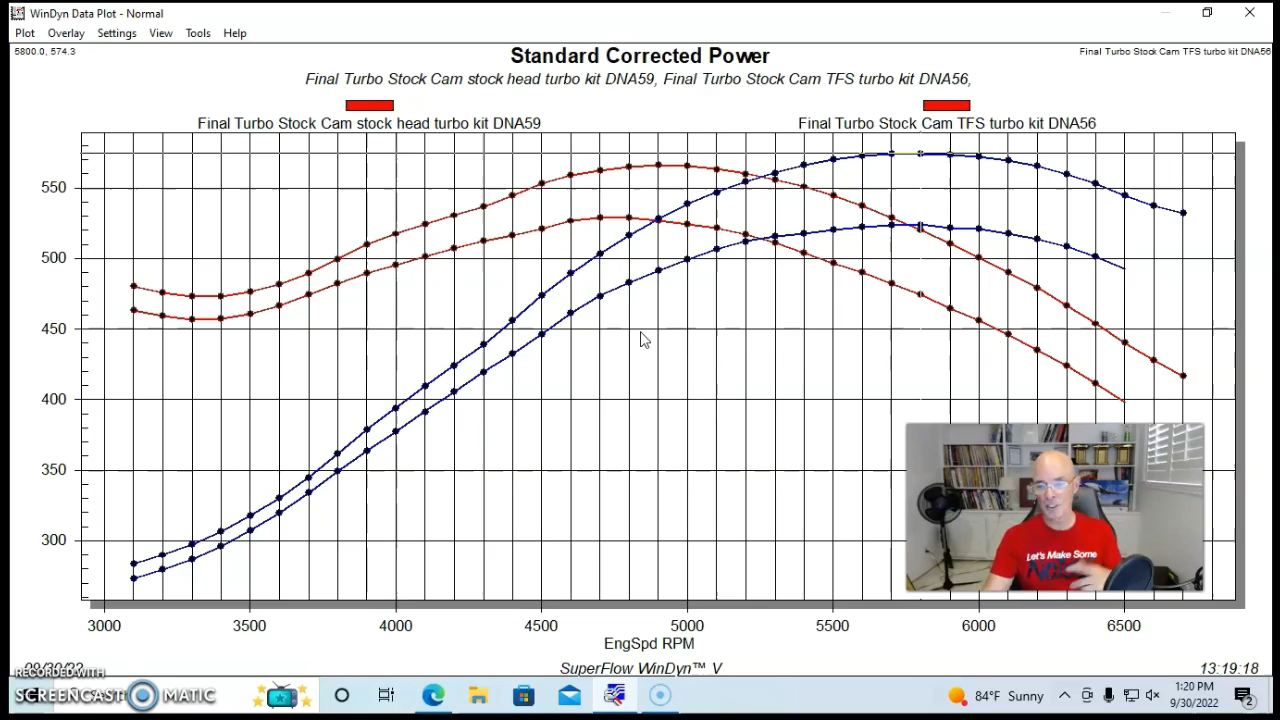 WinDyn Data Plot - Normal
Plot Overlay Settings View Tools Help
5800.0, 574.3
Final Turbo Stock Cam TFS turbo kit DNA56
Standard Corrected Power
Final Turbo Stock Cam stock head turbo kit DNA59, Final Turbo Stock Cam TFS turbo kit DNA56,
Final Turbo Stock Cam stock head turbo kit DNA59
Final Turbo Stock Cam TFS turbo kit DNA56
550
500
450
400
350
300
3000 3500 4000 4500 5000 5500 6000 6500
EngSpd RPM
Let's Make Some
09/30/22
SuperFlow WinDyn™ V
13:19:18
RECORDED WITH
SCREENCAST MATIC
84°F Sunny
1:20 PM
9/30/2022
2